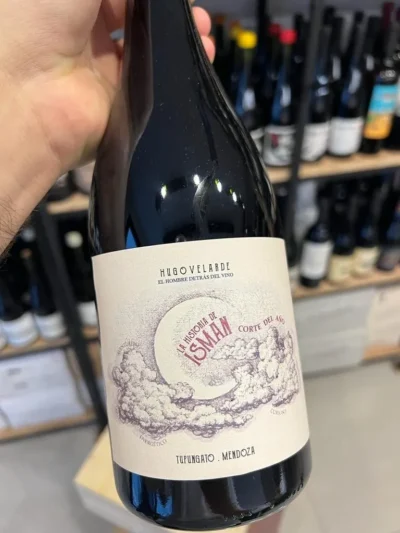 HUGOVELARDE
EL HOMBRE DETRÁS DEL VINO
LA HISTORIA DE
ISMAN
CORTE DEL AÑO
TUPUNGATO . MENDOZA